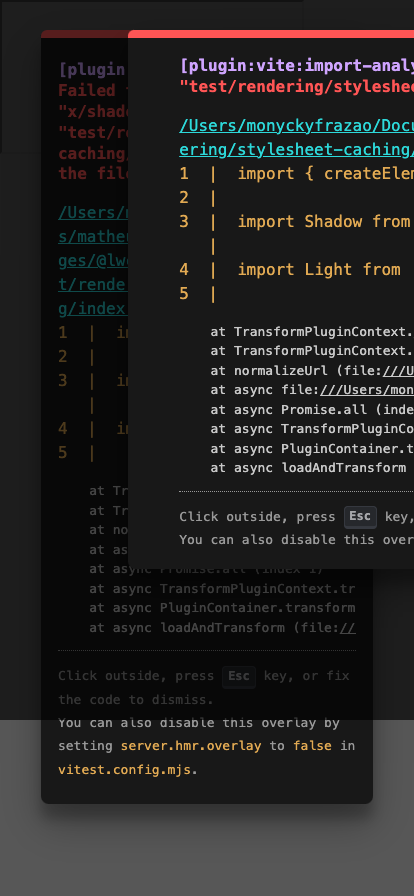 [plugin:vite:import-analy
"test/rendering/styleshee
/Users/monyckyfrazao/Docu
ering/stylesheet-caching/
1 | import { createElem
2 |
3 | import Shadow from
|
4 | import Light from
5 |
at TransformPluginContext.
at TransformPluginContext.
at normalizeUrl (file:///U
at async file:///Users/mon
at async Promise.all (inde
at async TransformPluginCo
at async PluginContainer.t
at async loadAndTransform
Click outside, press Esc key,
You can also disable this over
[plugin
Failed
"x/shad
"test/r
caching/
the fil
/Users/
s/matheu
ges/@lw
t/rende
g/index
1 | im
2 |
3 | im
|
4 | im
5 |
at Tr
at Tr
at no
at as
at async Promise.all (index 1)
at async TransformPluginContext.tr
at async PluginContainer.transform
at async loadAndTransform (file://
Click outside, press Esc key, or fix
the code to dismiss.
You can also disable this overlay by
setting server.hmr.overlay to false in
vitest.config.mjs.